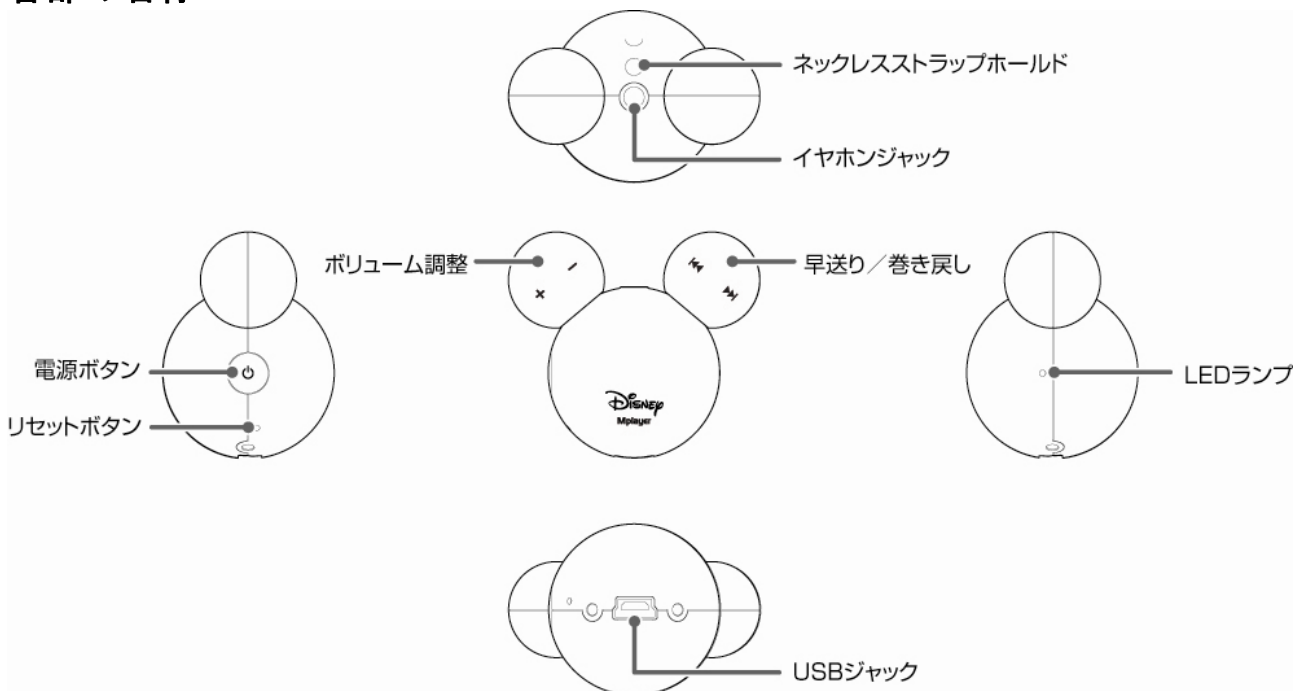 ネックレスストラップホールド
イヤホンジャック
ボリューム調整
早送り／巻き戻し
電源ボタン
リセットボタン
LEDランプ
Disney
Mplayer
USBジャック